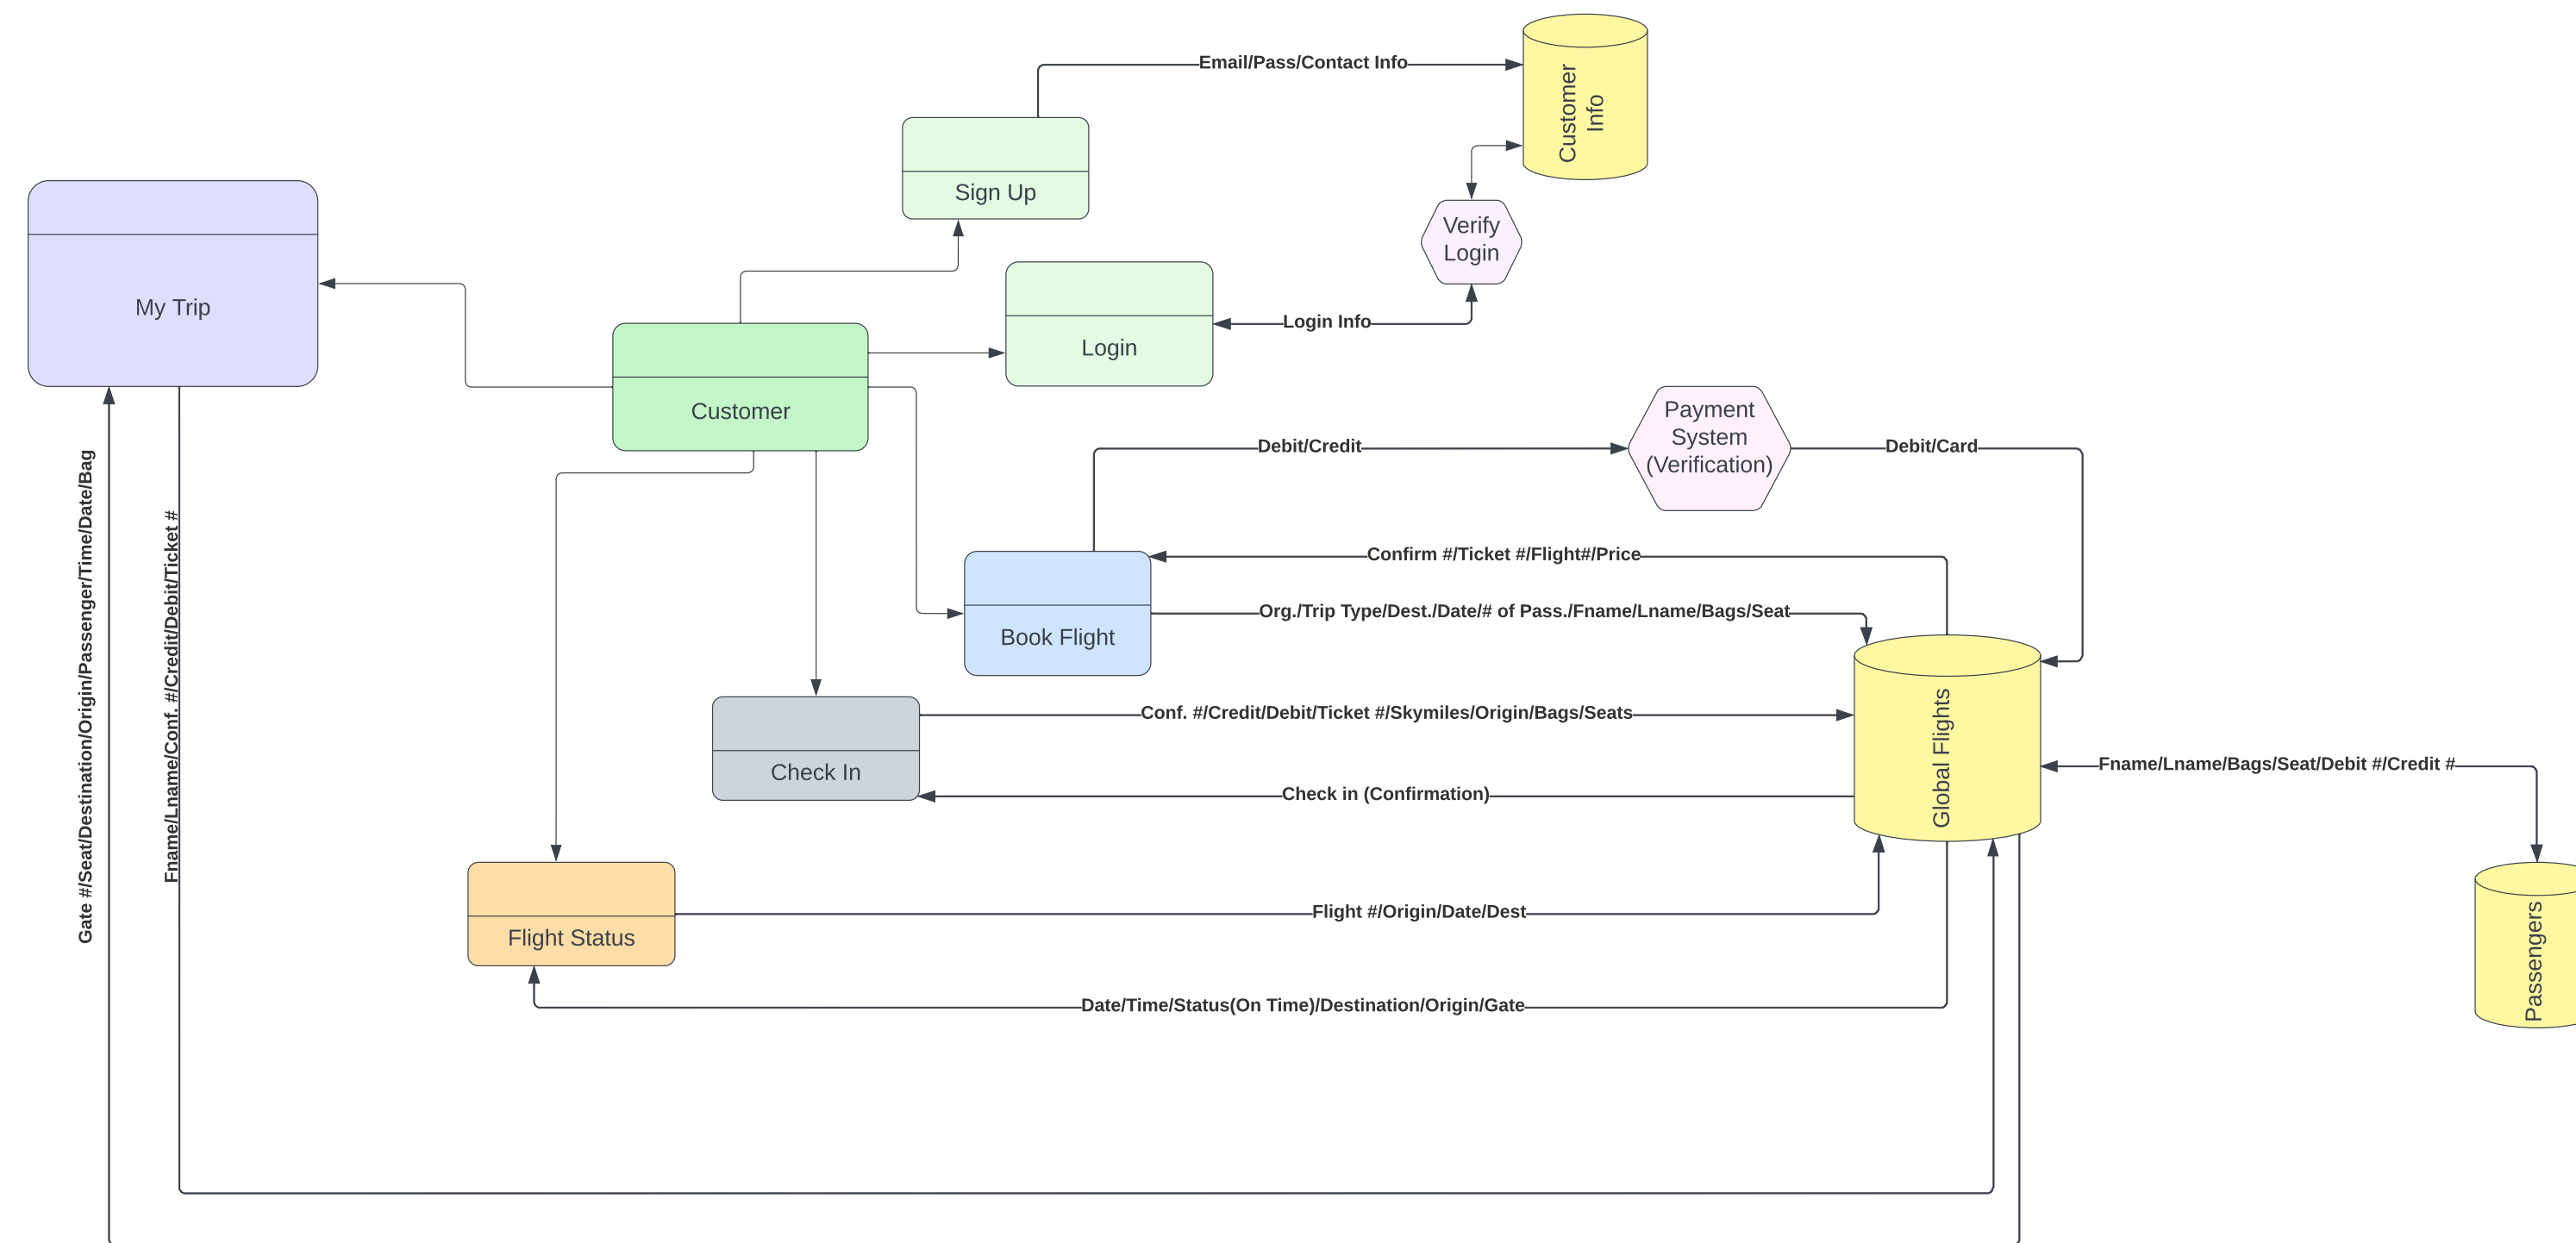 Email/Pass/Contact Info
Customer
Info
Sign Up
Verify
Login
My Trip
Login Info
Login
Customer
Payment
System
(Verification)
Debit/Credit
Debit/Card
Gate #/Seat/Destination/Origin/Passenger/Time/Date/Bag
Fname/Lname/Conf. #/Credit/Debit/Ticket #
Confirm #/Ticket #/Flight#/Price
Org./Trip Type/Dest./Date/# of Pass./Fname/Lname/Bags/Seat
Book Flight
Conf. #/Credit/Debit/Ticket #/Skymiles/Origin/Bags/Seats
Check In
Global Flights
Fname/Lname/Bags/Seat/Debit #/Credit #
Check in (Confirmation)
Flight #/Origin/Date/Dest
Flight Status
Passengers
Date/Time/Status(On Time)/Destination/Origin/Gate